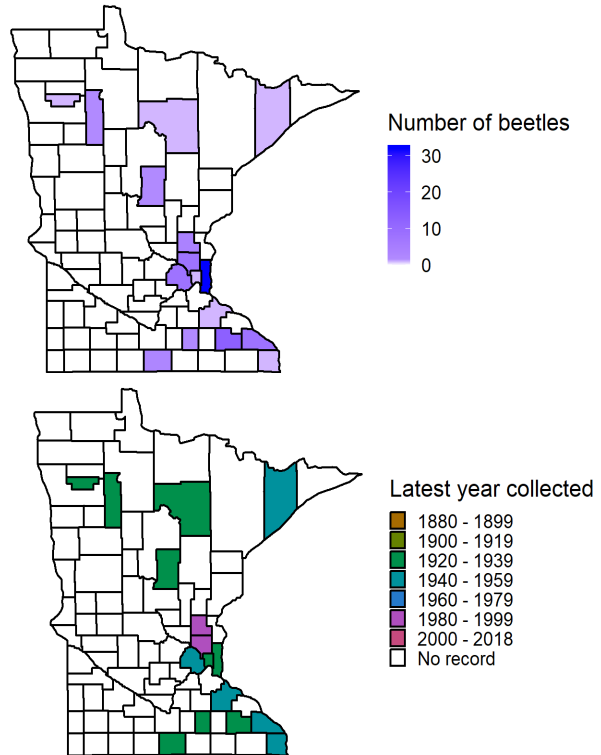 Number of beetles
30
20
10
0
Latest year collected
1880 - 1899
1900 - 1919
1920 - 1939
1940 - 1959
1960 - 1979
1980 - 1999
2000 - 2018
No record